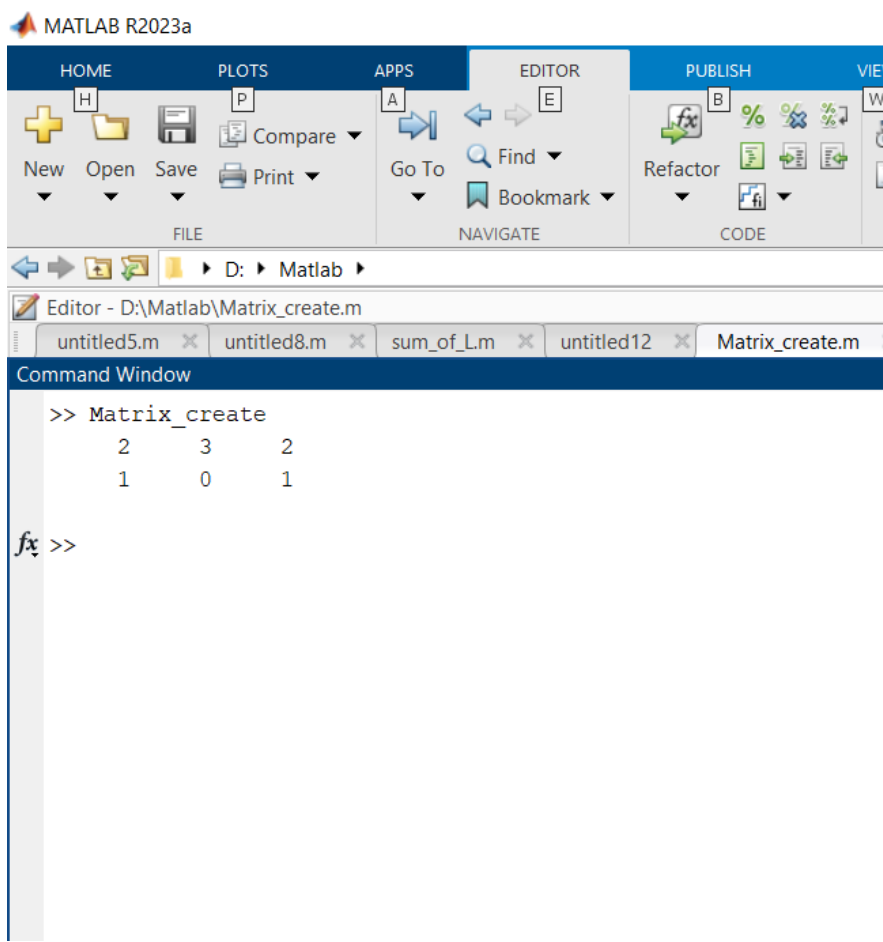 MATLAB R2023a
HOME PLOTS APPS EDITOR PUBLISH VIE
H P A E B W
Compare
New Open Save Print Go To Find Refactor
Bookmark
FILE NAVIGATE CODE
D: Matlab
Editor - D:\Matlab\Matrix_create.m
untitled5.m untitled8.m sum_of_L.m untitled12 Matrix_create.m
Command Window
>> Matrix_create
2 3 2
1 0 1
fx >>